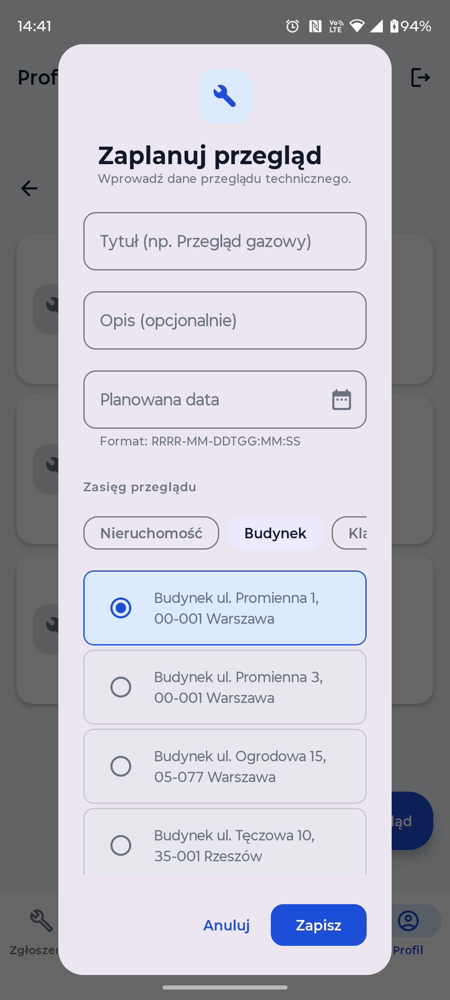 14:41
Vo LTE
94%
Prof
Zaplanuj przegląd
Wprowadź dane przeglądu technicznego.
Tytuł (np. Przegląd gazowy)
Opis (opcjonalnie)
Planowana data
Format: RRRR-MM-DDTGG:MM:SS
Zasięg przeglądu
Nieruchomość
Budynek
Kla
Budynek ul. Promienna 1,
00-001 Warszawa
Budynek ul. Promienna 3,
00-001 Warszawa
Budynek ul. Ogrodowa 15,
05-077 Warszawa
Budynek ul. Tęczowa 10,
35-001 Rzeszów
ląd
Anuluj
Zapisz
Zgłoszen
Profil